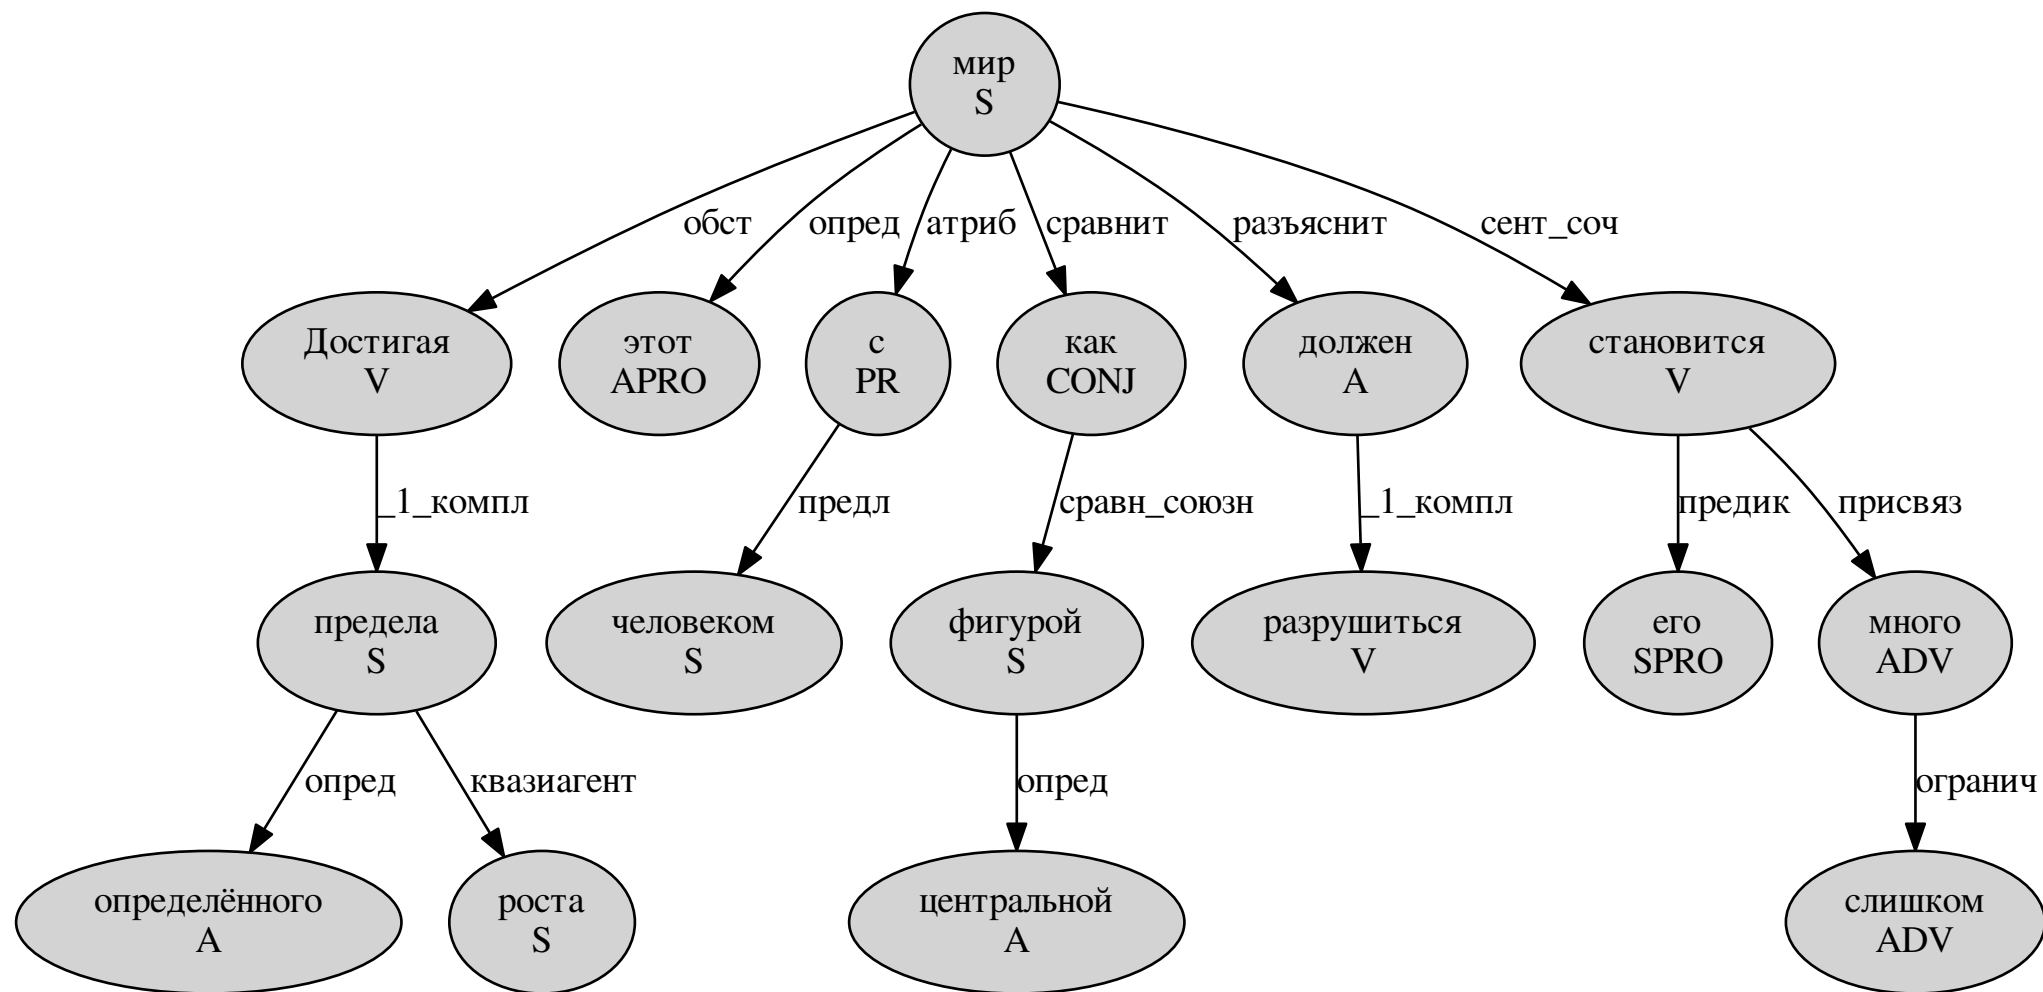 мир
S
обст
опред
атриб
сравнит
разъяснит
сент_соч
Достигая
V
этот
APRO
с
PR
как
CONJ
должен
A
становится
V
_1_компл
предл
сравн_союзн
_1_компл
предик
присвяз
предела
S
человеком
S
фигурой
S
разрушиться
V
его
SPRO
много
ADV
опред
квазиагент
опред
огранич
определённого
A
роста
S
центральной
A
слишком
ADV